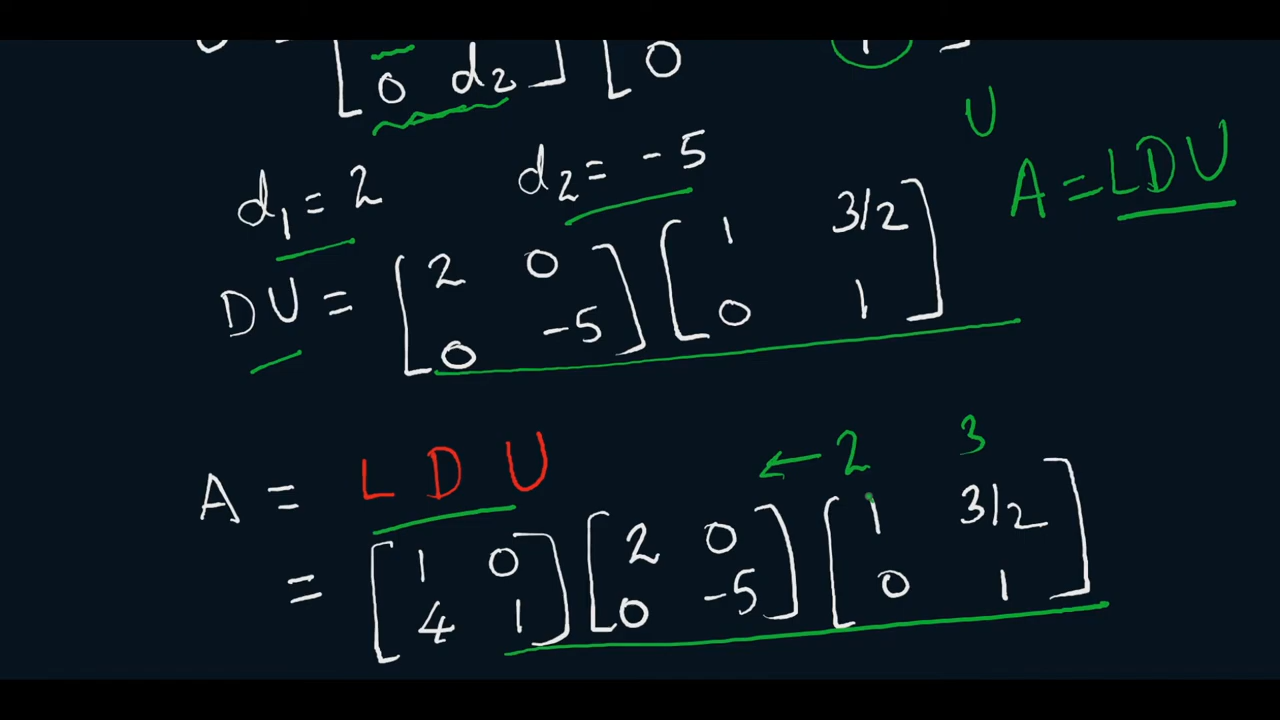 0 d2 0
U
d1 = 2 d2 = -5 A = LDU
DU = [ 2 0 ] [ 1 3/2 ]
0 -5 0 1
A = L D U ← 2 3
= [ 1 0 ] [ 2 0 ] [ 1 3/2 ]
4 1 0 -5 0 1